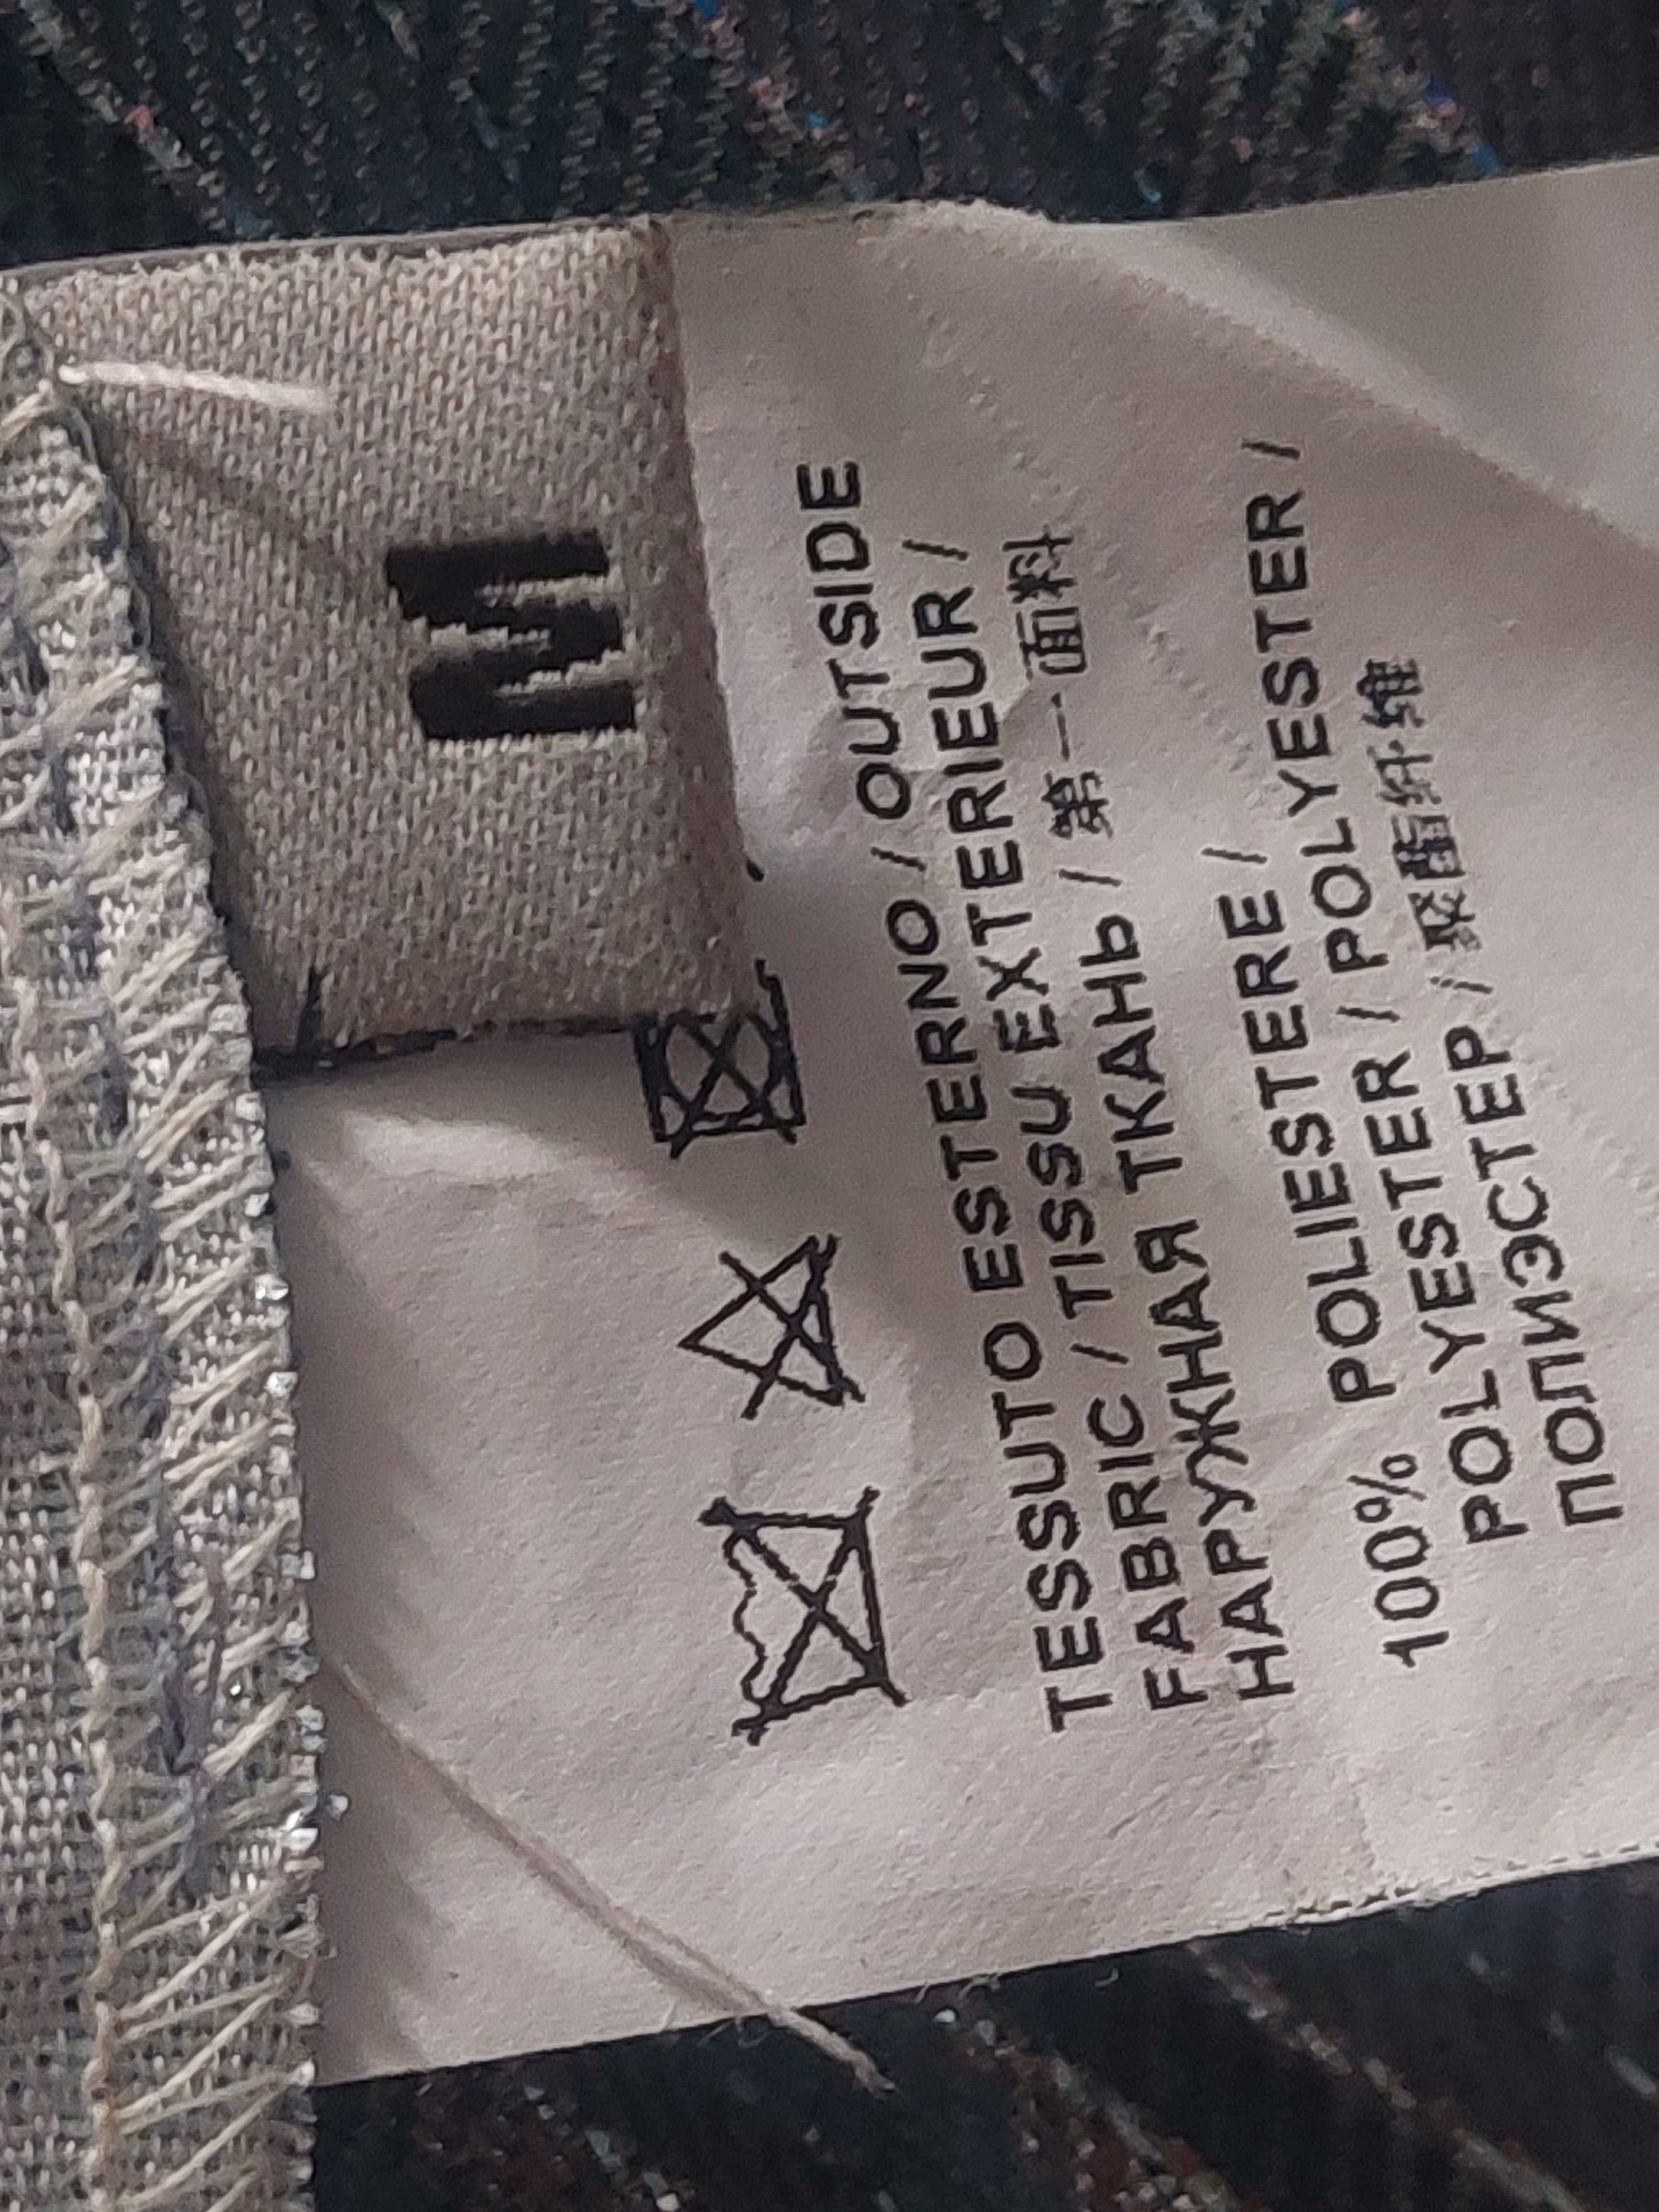 M
TESSUTO ESTERNO / OUTSIDE
FABRIC / TISSU EXTERIEUR /
НАРУЖНАЯ ТКАНЬ / 第一面料
100% POLIESTERE /
POLYESTER / POLYESTER /
POLYESTER / 聚酯纤维
ПОЛИЭСТЕР